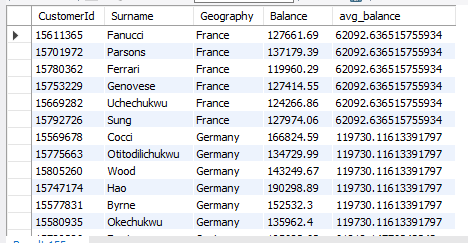 CustomerId Surname Geography Balance avg_balance
15611365 Fanucci France 127661.69 62092.636515755934
15701972 Parsons France 137179.39 62092.636515755934
15780362 Ferrari France 119960.29 62092.636515755934
15753229 Genovese France 127414.55 62092.636515755934
15669282 Uchechukwu France 124266.86 62092.636515755934
15792726 Sung France 127974.06 62092.636515755934
15569678 Cocci Germany 166824.59 119730.11613391797
15775663 Otitodilichukwu Germany 134729.99 119730.11613391797
15805260 Wood Germany 143249.67 119730.11613391797
15747174 Hao Germany 190298.89 119730.11613391797
15577831 Byrne Germany 152532.3 119730.11613391797
15580935 Okechukwu Germany 135962.4 119730.11613391797